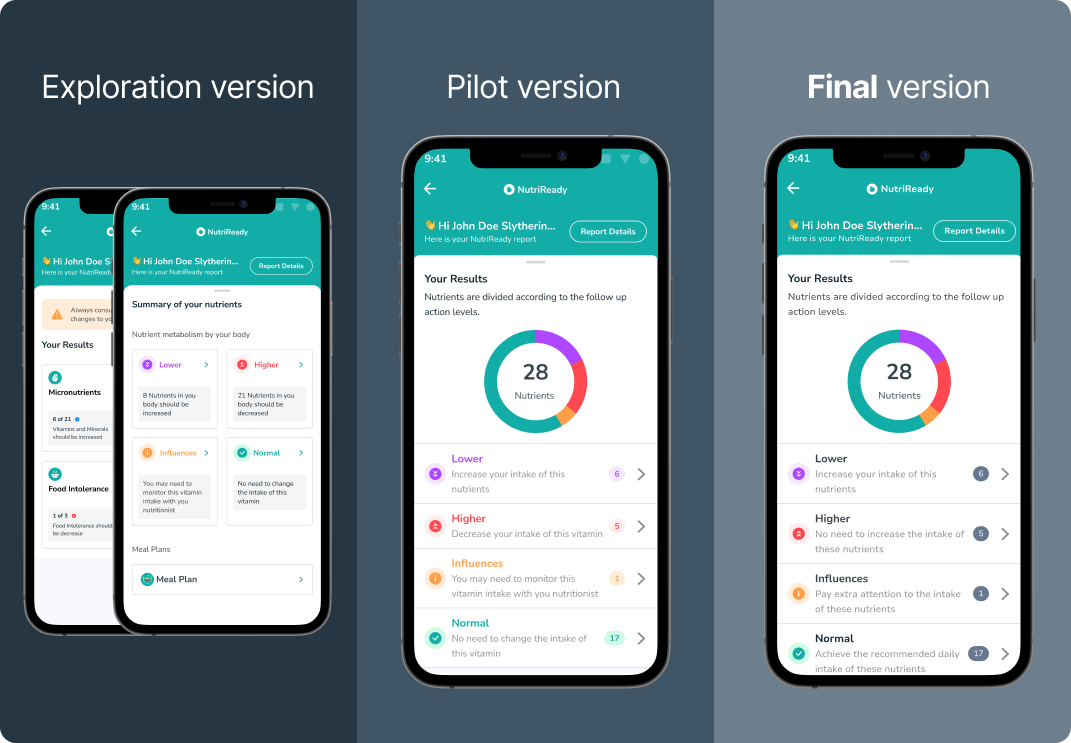 Exploration version
9:41
Hi John Doe S
Here is your NutriReady
Always consu
changes to yo
Your Results
Micronutrients
6 of 21
Vitamins and Minerals
should be increased
Food Intolerance
1 of 3
Food Intolerance should
be decrease
9:41
NutriReady
Hi John Doe Slytherin...
Here is your NutriReady report
Report Details
Summary of your nutrients
Nutrient metabolism by your body
Lower
8 Nutrients in you
body should be
increased
Higher
21 Nutrients in you
body should be
decreased
Influences
You may need to
monitor this vitamin
intake with you
nutritionist
Normal
No need to change
the intake of this
vitamin
Meal Plans
Meal Plan
Pilot version
9:41
NutriReady
Hi John Doe Slytherin...
Here is your NutriReady report
Report Details
Your Results
Nutrients are divided according to the follow up
action levels.
28
Nutrients
Lower
Increase your intake of this
nutrients
6
Higher
Decrease your intake of this vitamin
5
Influences
You may need to monitor this
vitamin intake with you nutritionist
1
Normal
No need to change the intake of
this vitamin
17
Final version
9:41
NutriReady
Hi John Doe Slytherin...
Here is your NutriReady report
Report Details
Your Results
Nutrients are divided according to the follow up
action levels.
28
Nutrients
Lower
Increase your intake of this
nutrients
6
Higher
No need to increase the intake of
these nutrients
5
Influences
Pay extra attention to the intake
of these nutrients
1
Normal
Achieve the recommended daily
intake of these nutrients
17